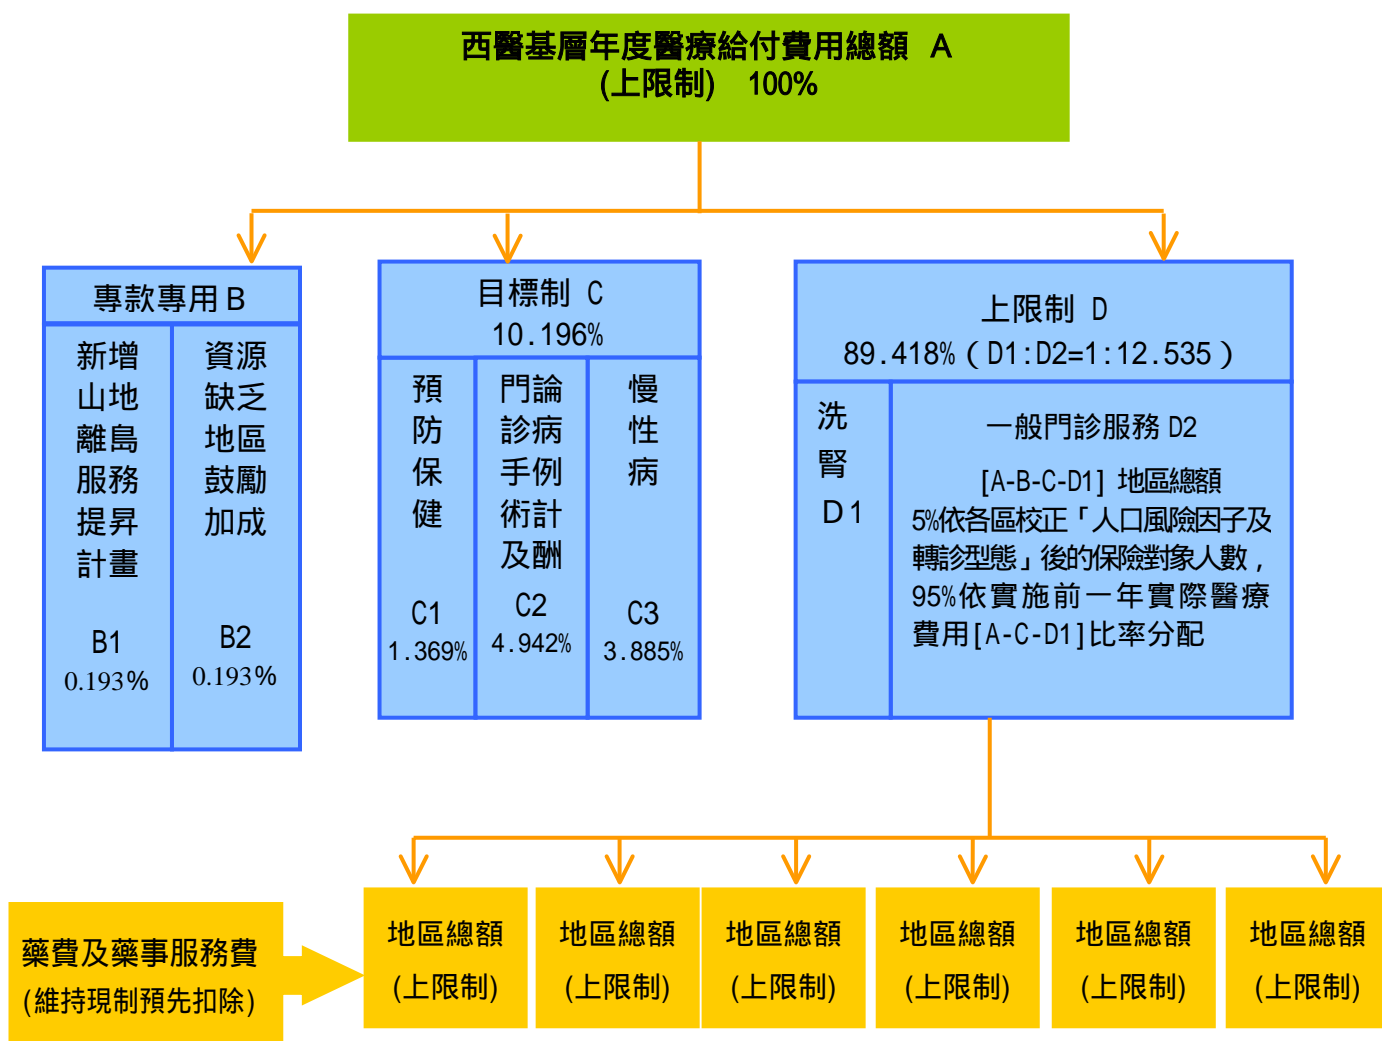 西醫基層年度醫療給付費用總額 A
(上限制) 100%
專款專用B
新增
山地
離島
服務
提昇
計畫
B1
0.193%
資源
缺乏
地區
鼓勵
加成
B2
0.193%
目標制 C
10.196%
預
防
保
健
C1
1.369%
門論
診病
手例
術計
及酬
C2
4.942%
慢
性
病
C3
3.885%
上限制 D
89.418%(D1:D2=1:12.535)
洗
腎
D1
一般門診服務D2
[A-B-C-D1] 地區總額
5%依各區校正「人口風險因子及
轉診型態」後的保險對象人數,
95%依實施前一年實際醫療
費用[A-C-D1]比率分配
藥費及藥事服務費
(維持現制預先扣除)
地區總額
(上限制)
地區總額
(上限制)
地區總額
(上限制)
地區總額
(上限制)
地區總額
(上限制)
地區總額
(上限制)